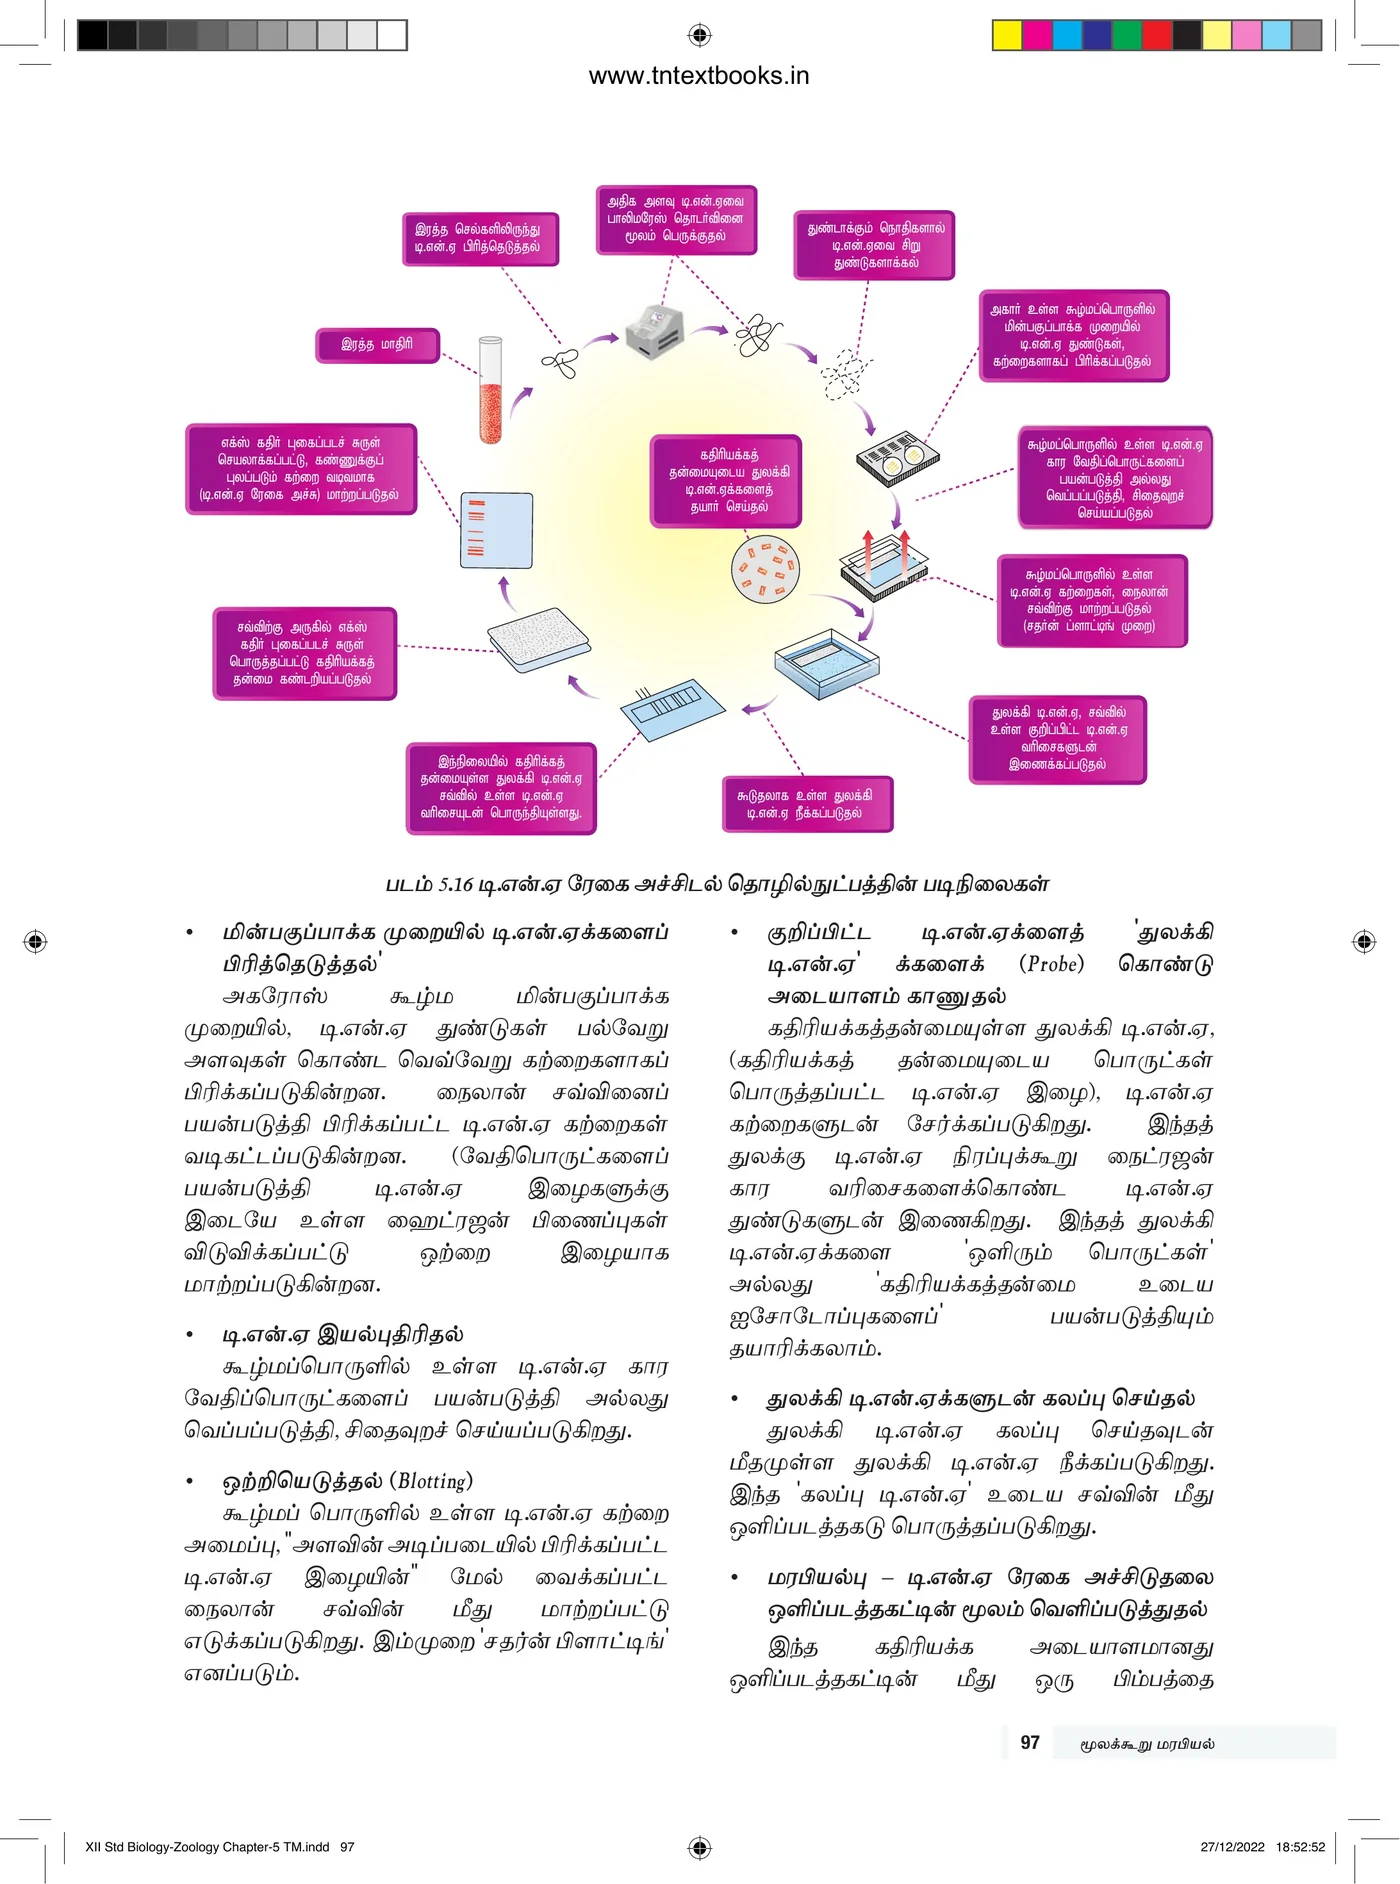 www.tntextbooks.in
அதிக அளவு டி.என்.ஏவை
பாலிமரேஸ் தொடர்வினை
மூலம் பெருக்குதல்
இரத்த செல்களிலிருந்து
டி.என்.ஏ பிரித்தெடுத்தல்
துண்டாக்கும் நொதிகளால்
டி.என்.ஏவை சிறு
துண்டுகளாக்கல்
அகார் உள்ள கூழ்மப்பொருளில்
மின்பகுப்பாக்க முறையில்
டி.என்.ஏ துண்டுகள்,
கற்றைகளாகப் பிரிக்கப்படுதல்
இரத்த மாதிரி
எக்ஸ் கதிர் புகைப்படச் சுருள்
செயலாக்கப்பட்டு, கண்ணுக்குப்
புலப்படும் கற்றை வடிவமாக
(டி.என்.ஏ ரேகை அச்சு) மாற்றப்படுதல்
கதிரியக்கத்
தன்மையுடைய துலக்கி
டி.என்.ஏக்களைத்
தயார் செய்தல்
கூழ்மப்பொருளில் உள்ள டி.என்.ஏ
கார வேதிப்பொருட்களைப்
பயன்படுத்தி அல்லது
வெப்பப்படுத்தி, சிதைவுறச்
செய்யப்படுதல்
கூழ்மப்பொருளில் உள்ள
டி.என்.ஏ கற்றைகள், நைலான்
சவ்விற்கு மாற்றப்படுதல்
(சதர்ன் ப்ளாட்டிங் முறை)
சவ்விற்கு அருகில் எக்ஸ்
கதிர் புகைப்படச் சுருள்
பொருத்தப்பட்டு கதிரியக்கத்
தன்மை கண்டறியப்படுதல்
துலக்கி டி.என்.ஏ, சவ்வில்
உள்ள குறிப்பிட்ட டி.என்.ஏ
வரிசைகளுடன்
இணைக்கப்படுதல்
இந்நிலையில் கதிரிக்கத்
தன்மையுள்ள துலக்கி டி.என்.ஏ
சவ்வில் உள்ள டி.என்.ஏ
வரிசையுடன் பொருந்தியுள்ளது.
கூடுதலாக உள்ள துலக்கி
டி.என்.ஏ நீக்கப்படுதல்
படம் 5.16 டி.என்.ஏ ரேகை அச்சிடல் தொழில்நுட்பத்தின் படிநிலைகள்
• மின்பகுப்பாக்க முறையில் டி.என்.ஏக்களைப்
பிரித்தெடுத்தல்'
அகரோஸ் கூழ்ம மின்பகுப்பாக்க
முறையில், டி.என்.ஏ துண்டுகள் பல்வேறு
அளவுகள் கொண்ட வெவ்வேறு கற்றைகளாகப்
பிரிக்கப்படுகின்றன. நைலான் சவ்வினைப்
பயன்படுத்தி பிரிக்கப்பட்ட டி.என்.ஏ கற்றைகள்
வடிகட்டப்படுகின்றன. (வேதிபொருட்களைப்
பயன்படுத்தி டி.என்.ஏ இழைகளுக்கு
இடையே உள்ள ஹைட்ரஜன் பிணைப்புகள்
விடுவிக்கப்பட்டு ஒற்றை இழையாக
மாற்றப்படுகின்றன.
• டி.என்.ஏ இயல்புதிரிதல்
கூழ்மப்பொருளில் உள்ள டி.என்.ஏ கார
வேதிப்பொருட்களைப் பயன்படுத்தி அல்லது
வெப்பப்படுத்தி, சிதைவுறச் செய்யப்படுகிறது.
• ஒற்றியெடுத்தல் (Blotting)
கூழ்மப் பொருளில் உள்ள டி.என்.ஏ கற்றை
அமைப்பு, "அளவின் அடிப்படையில் பிரிக்கப்பட்ட
டி.என்.ஏ இழையின்" மேல் வைக்கப்பட்ட
நைலான் சவ்வின் மீது மாற்றப்பட்டு
எடுக்கப்படுகிறது. இம்முறை 'சதர்ன் பிளாட்டிங்'
எனப்படும்.
• குறிப்பிட்ட டி.என்.ஏக்ளைத் 'துலக்கி
டி.என்.ஏ' க்களைக் (Probe) கொண்டு
அடையாளம் காணுதல்
கதிரியக்கத்தன்மையுள்ள துலக்கி டி.என்.ஏ,
(கதிரியக்கத் தன்மையுடைய பொருட்கள்
பொருத்தப்பட்ட டி.என்.ஏ இழை), டி.என்.ஏ
கற்றைகளுடன் சேர்க்கப்படுகிறது. இந்தத்
துலக்கு டி.என்.ஏ நிரப்புக்கூறு நைட்ரஜன்
கார வரிசைகளைக்கொண்ட டி.என்.ஏ
துண்டுகளுடன் இணைகிறது. இந்தத் துலக்கி
டி.என்.ஏக்களை 'ஒளிரும் பொருட்கள்'
அல்லது 'கதிரியக்கத்தன்மை உடைய
ஐசோடோப்புகளைப்' பயன்படுத்தியும்
தயாரிக்கலாம்.
• துலக்கி டி.என்.ஏக்களுடன் கலப்பு செய்தல்
துலக்கி டி.என்.ஏ கலப்பு செய்தவுடன்
மீதமுள்ள துலக்கி டி.என்.ஏ நீக்கப்படுகிறது.
இந்த 'கலப்பு டி.என்.ஏ' உடைய சவ்வின் மீது
ஒளிப்படத்தகடு பொருத்தப்படுகிறது.
• மரபியல்பு – டி.என்.ஏ ரேகை அச்சிடுதலை
ஒளிப்படத்தகட்டின் மூலம் வெளிப்படுத்துதல்
இந்த கதிரியக்க அடையாளமானது
ஒளிப்படத்தகட்டின் மீது ஒரு பிம்பத்தை
97 மூலக்கூறு மரபியல்
XII Std Biology-Zoology Chapter-5 TM.indd 97
27/12/2022 18:52:52